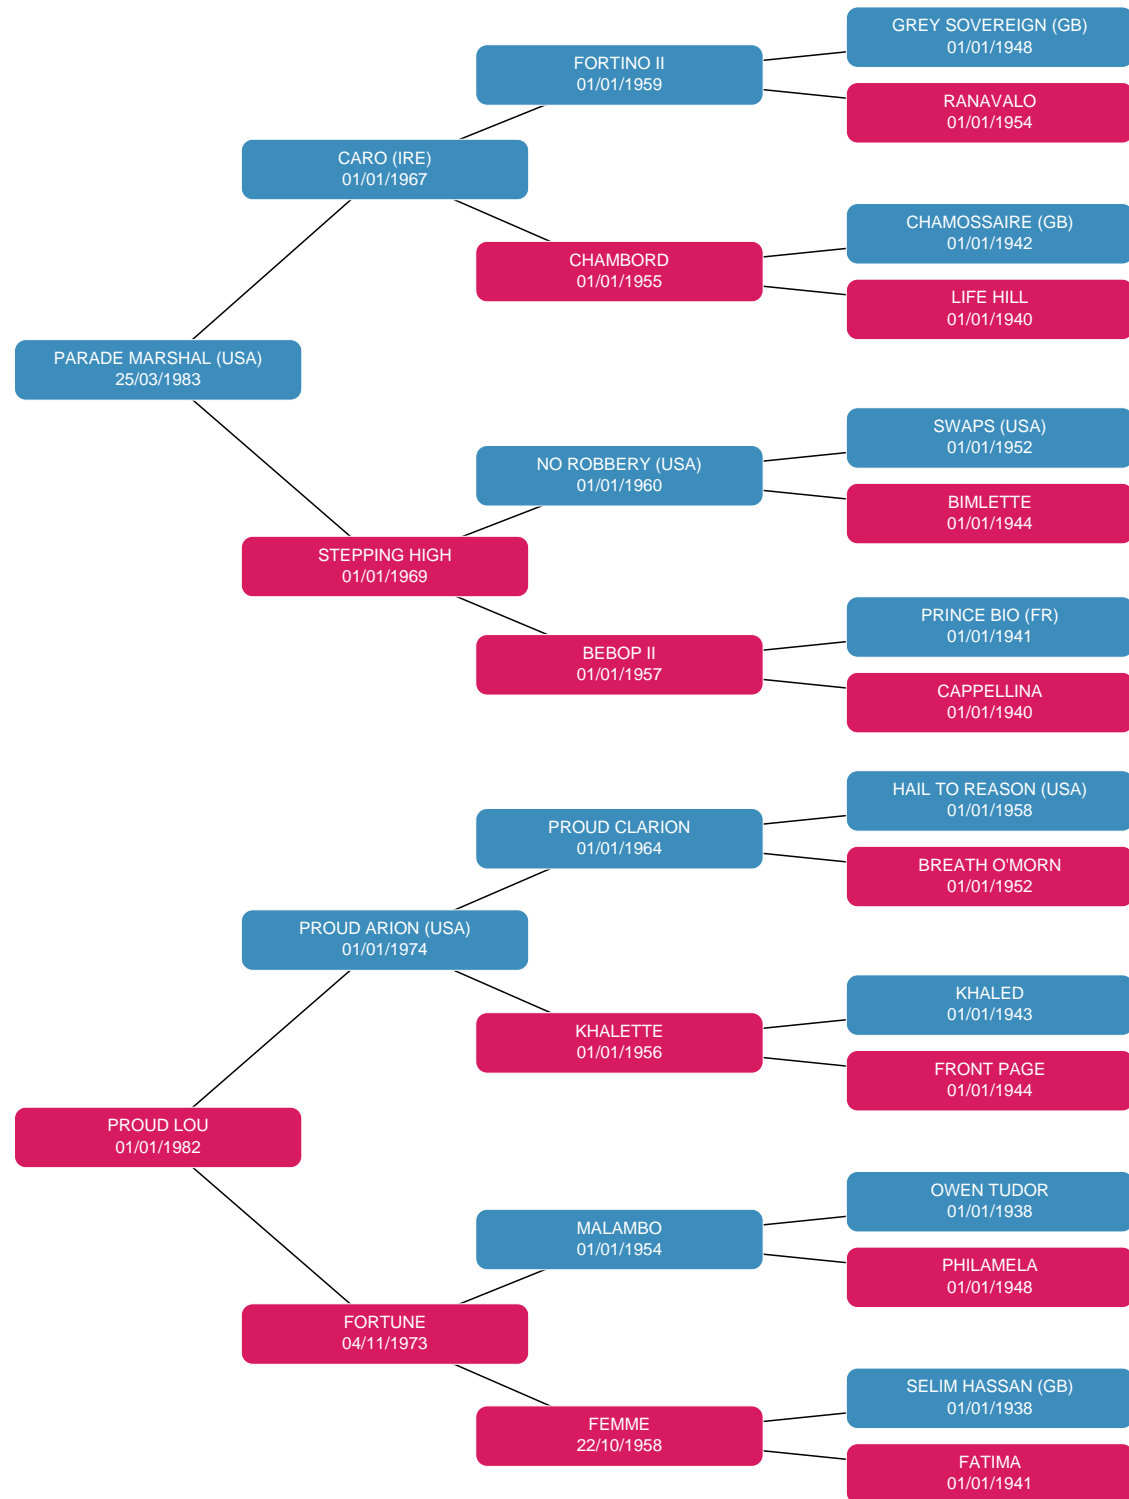 GREY SOVEREIGN (GB)
01/01/1948
FORTINO II
01/01/1959
RANAVALO
01/01/1954
CARO (IRE)
01/01/1967
CHAMOSSAIRE (GB)
01/01/1942
CHAMBORD
01/01/1955
LIFE HILL
01/01/1940
PARADE MARSHAL (USA)
25/03/1983
SWAPS (USA)
01/01/1952
NO ROBBERY (USA)
01/01/1960
BIMLETTE
01/01/1944
STEPPING HIGH
01/01/1969
PRINCE BIO (FR)
01/01/1941
BEBOP II
01/01/1957
CAPPELLINA
01/01/1940
HAIL TO REASON (USA)
01/01/1958
PROUD CLARION
01/01/1964
BREATH O'MORN
01/01/1952
PROUD ARION (USA)
01/01/1974
KHALED
01/01/1943
KHALETTE
01/01/1956
FRONT PAGE
01/01/1944
PROUD LOU
01/01/1982
OWEN TUDOR
01/01/1938
MALAMBO
01/01/1954
PHILAMELA
01/01/1948
FORTUNE
04/11/1973
SELIM HASSAN (GB)
01/01/1938
FEMME
22/10/1958
FATIMA
01/01/1941